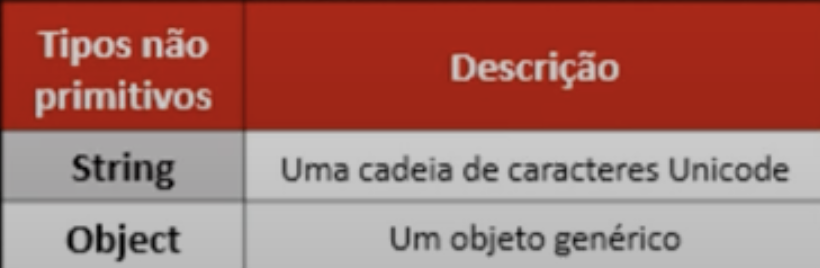 Tipos não
primitivos
Descrição
String
Uma cadeia de caracteres Unicode
Object
Um objeto genérico